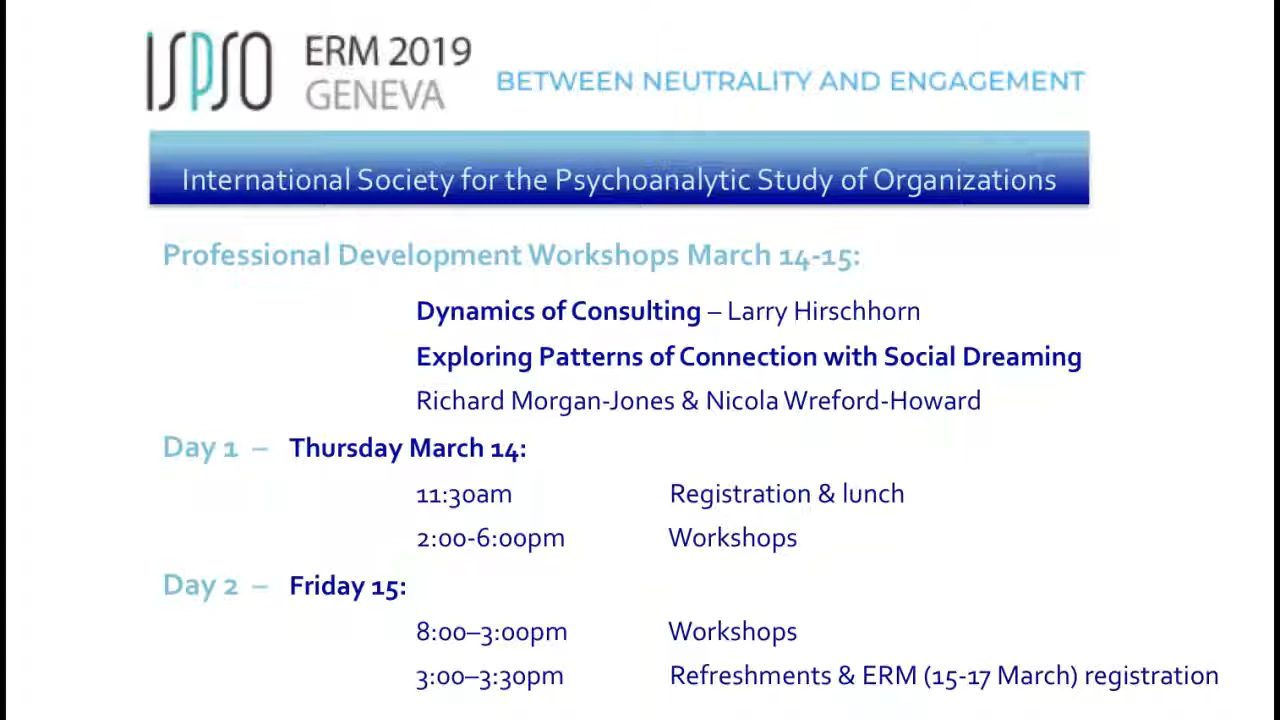 ISPSO
ERM 2019
GENEVA
BETWEEN NEUTRALITY AND ENGAGEMENT
International Society for the Psychoanalytic Study of Organizations
Professional Development Workshops March 14-15:
Dynamics of Consulting – Larry Hirschhorn
Exploring Patterns of Connection with Social Dreaming
Richard Morgan-Jones & Nicola Wreford-Howard
Day 1 – Thursday March 14:
11:30am Registration & lunch
2:00-6:00pm Workshops
Day 2 – Friday 15:
8:00–3:00pm Workshops
3:00–3:30pm Refreshments & ERM (15-17 March) registration